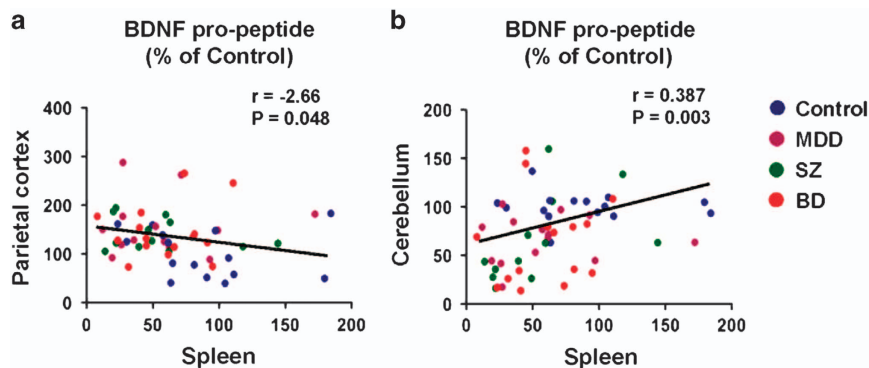 a
BDNF pro-peptide
(% of Control)
r = -2.66
P = 0.048
400
300
200
100
0
Parietal cortex
0 50 100 150 200
Spleen
b
BDNF pro-peptide
(% of Control)
r = 0.387
P = 0.003
200
150
100
50
0
Cerebellum
0 50 100 150 200
Spleen
Control
MDD
SZ
BD